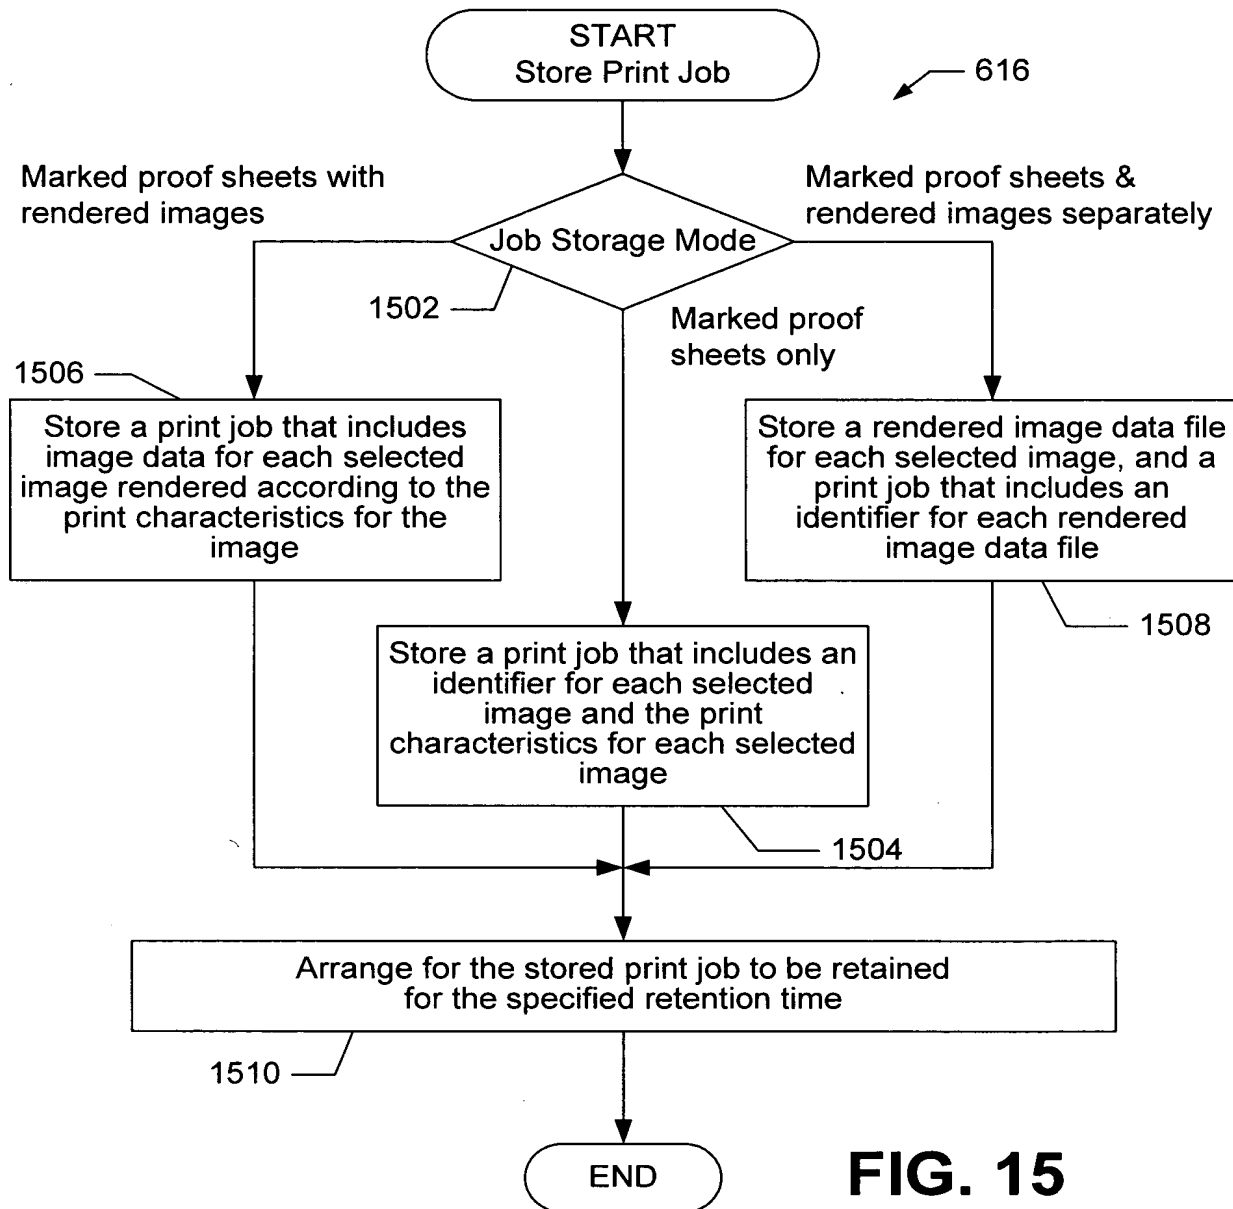 START
Store Print Job
616
Marked proof sheets with
rendered images
Marked proof sheets &
rendered images separately
Job Storage Mode
1502
Marked proof
sheets only
1506
Store a print job that includes
image data for each selected
image rendered according to the
print characteristics for the
image
Store a rendered image data file
for each selected image, and a
print job that includes an
identifier for each rendered
image data file
1508
Store a print job that includes an
identifier for each selected
image and the print
characteristics for each selected
image
1504
Arrange for the stored print job to be retained
for the specified retention time
1510
END
FIG. 15